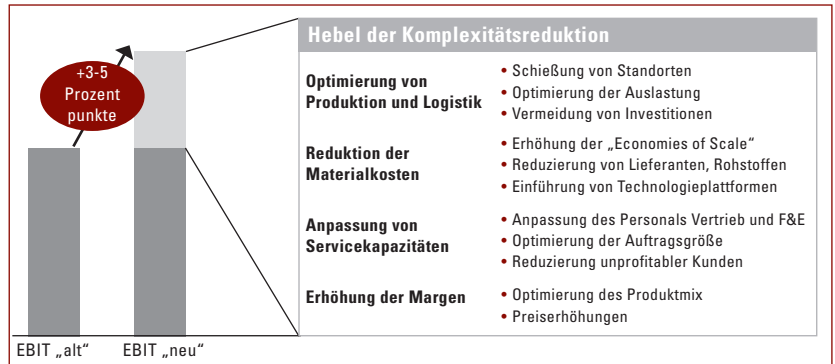 +3-5
Prozent
punkte
EBIT „alt“
EBIT „neu“
Hebel der Komplexitätsreduktion
Optimierung von
Produktion und Logistik
• Schießung von Standorten
• Optimierung der Auslastung
• Vermeidung von Investitionen
Reduktion der
Materialkosten
• Erhöhung der „Economies of Scale“
• Reduzierung von Lieferanten, Rohstoffen
• Einführung von Technologieplattformen
Anpassung von
Servicekapazitäten
• Anpassung des Personals Vertrieb und F&E
• Optimierung der Auftragsgröße
• Reduzierung unprofitabler Kunden
Erhöhung der Margen
• Optimierung des Produktmix
• Preiserhöhungen